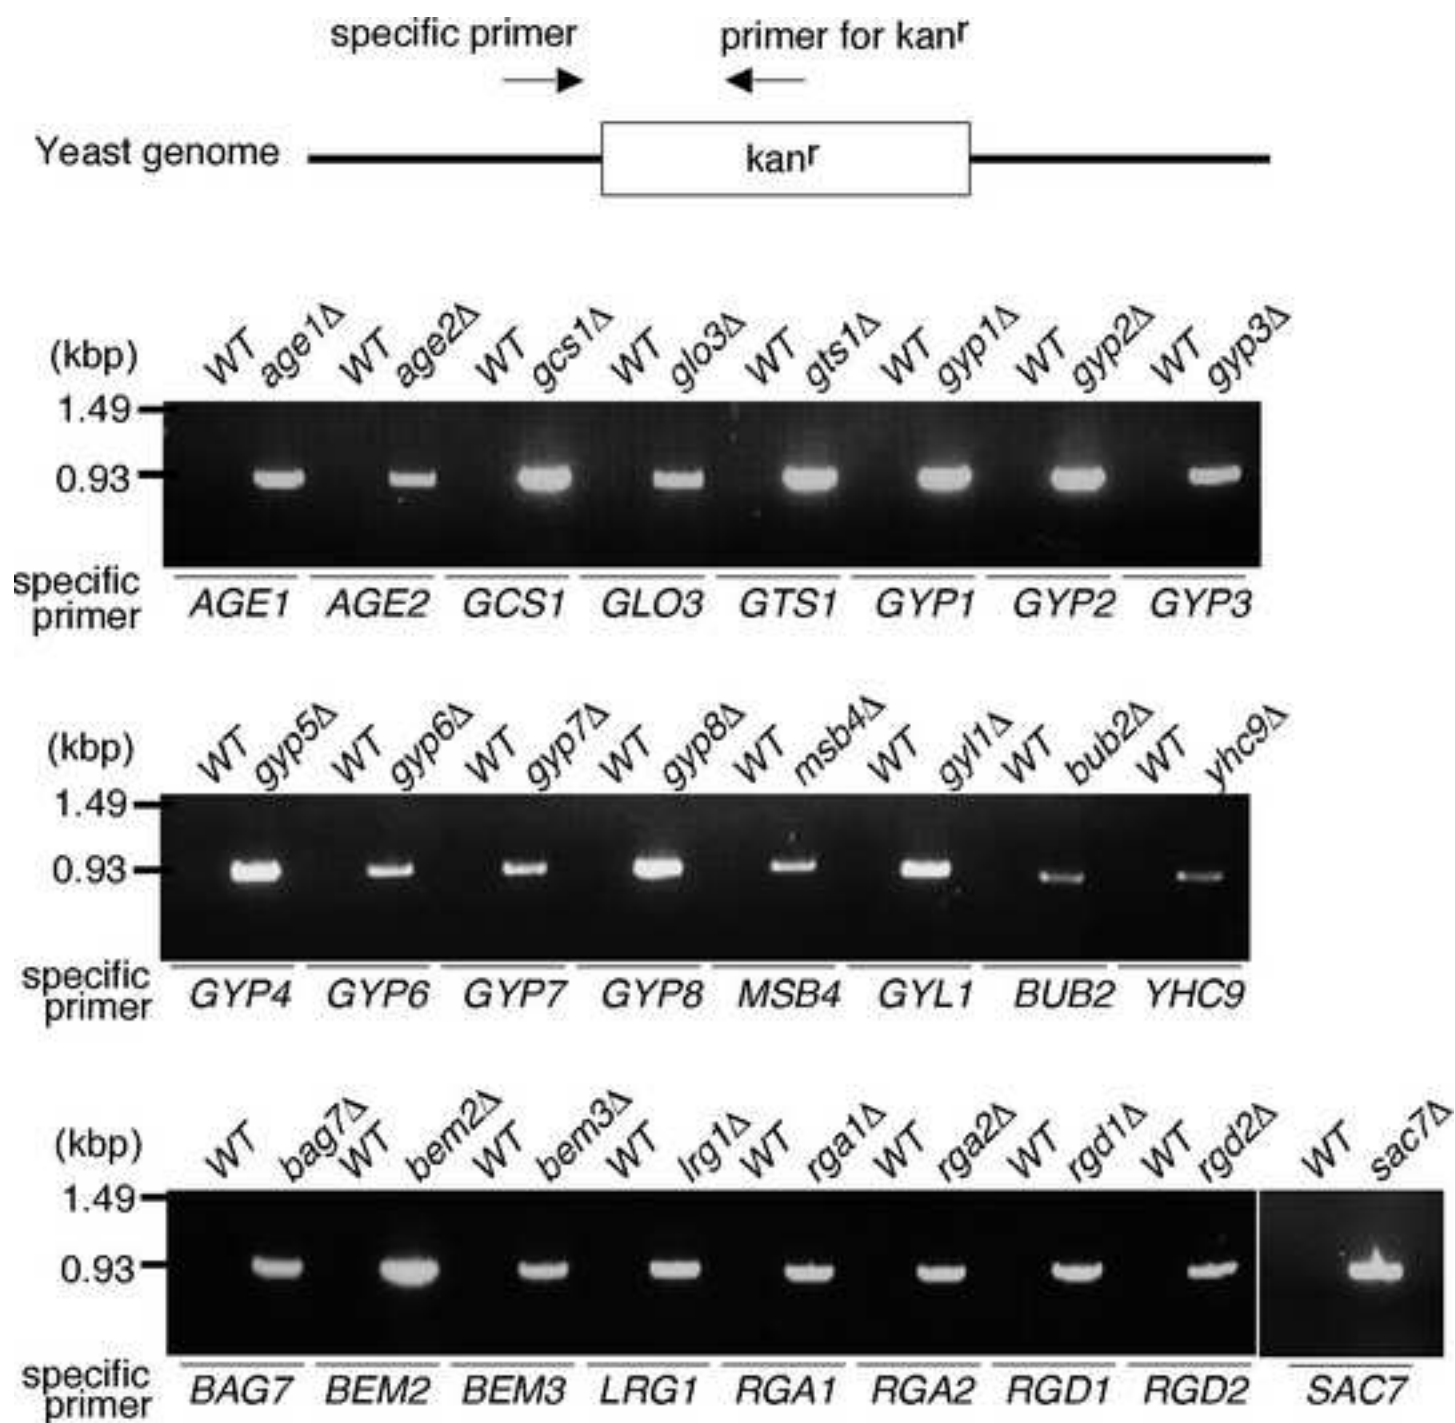 specific primer primer for kanr
Yeast genome kanr
(kbp) WT age1Δ WT age2Δ WT gcs1Δ WT glo3Δ WT gts1Δ WT gyp1Δ WT gyp2Δ WT gyp3Δ
1.49
0.93
specific primer AGE1 AGE2 GCS1 GLO3 GTS1 GYP1 GYP2 GYP3
(kbp) WT gyp5Δ WT gyp6Δ WT gyp7Δ WT gyp8Δ WT msb4Δ WT gyl1Δ WT bub2Δ WT yhc9Δ
1.49
0.93
specific primer GYP4 GYP6 GYP7 GYP8 MSB4 GYL1 BUB2 YHC9
(kbp) WT bag7Δ WT bem2Δ WT bem3Δ WT lrg1Δ WT rga1Δ WT rga2Δ WT rgd1Δ WT rgd2Δ WT sac7Δ
1.49
0.93
specific primer BAG7 BEM2 BEM3 LRG1 RGA1 RGA2 RGD1 RGD2 SAC7